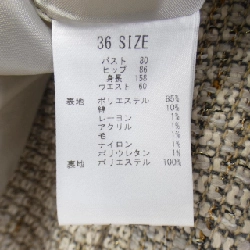 36 SIZE
バスト 80
ヒップ 86
身長 158
ウエスト 60
表地 ポリエステル 85%
綿 10%
レーヨン 1%
アクリル 1%
毛 1%
ナイロン 1%
ポリウレタン 1%
裏地 ポリエステル 100%